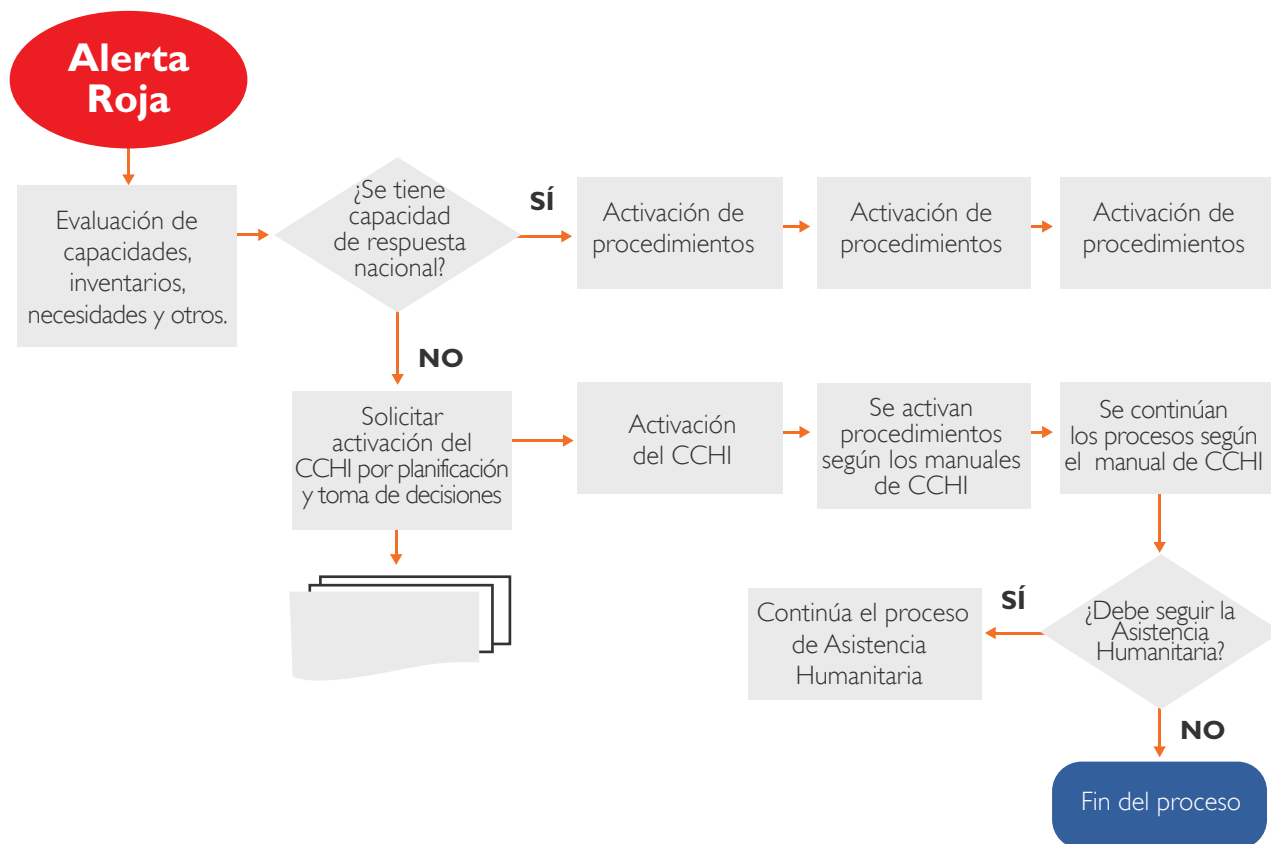 Alerta
Roja
Evaluación de
capacidades,
inventarios,
necesidades y otros.
¿Se tiene
capacidad
de respuesta
nacional?
SÍ
Activación de
procedimientos
Activación de
procedimientos
Activación de
procedimientos
NO
Solicitar
activación del
CCHI por planificación
y toma de decisiones
Activación
del CCHI
Se activan
procedimientos
según los manuales
de CCHI
Se continúan
los procesos según
el manual de CCHI
¿Debe seguir la
Asistencia
Humanitaria?
SÍ
Continúa el proceso
de Asistencia
Humanitaria
NO
Fin del proceso